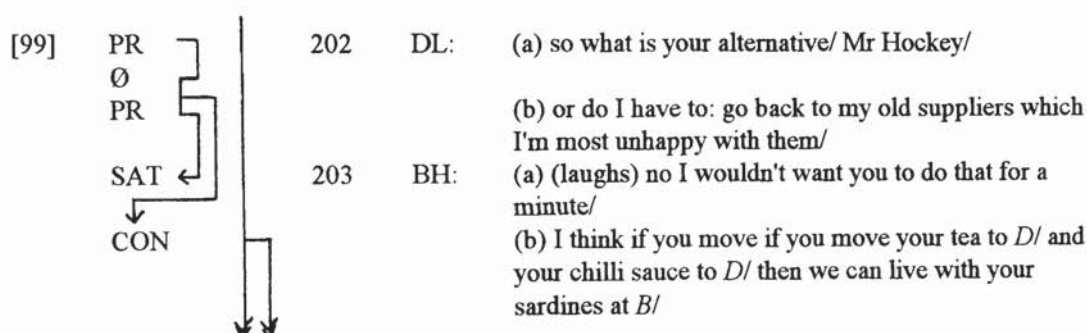 [99] PR 202 DL: (a) so what is your alternative/ Mr Hockey/
Ø
PR (b) or do I have to: go back to my old suppliers which
I'm most unhappy with them/
SAT 203 BH: (a) (laughs) no I wouldn't want you to do that for a
minute/
CON (b) I think if you move if you move your tea to D/ and
your chilli sauce to D/ then we can live with your
sardines at B/